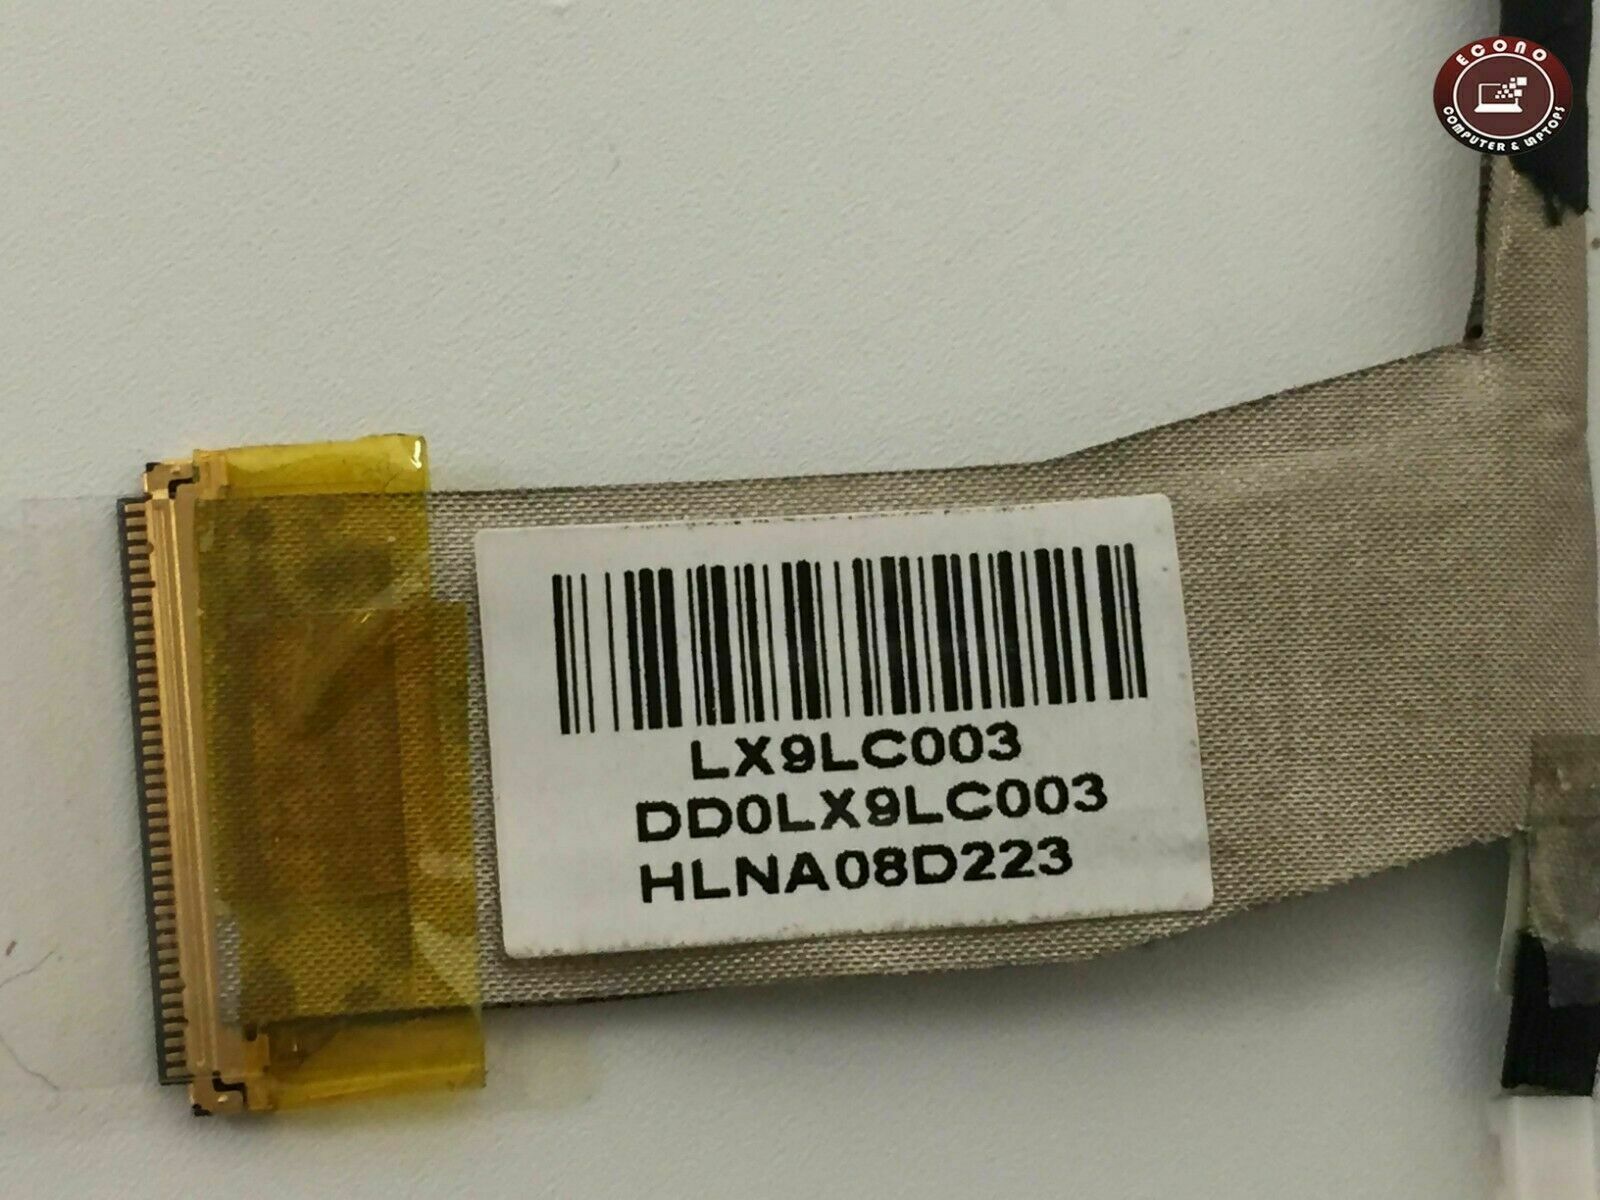 ECONO
COMPUTER & LAPTOPS
LX9LC003
DD0LX9LC003
HLNA08D223